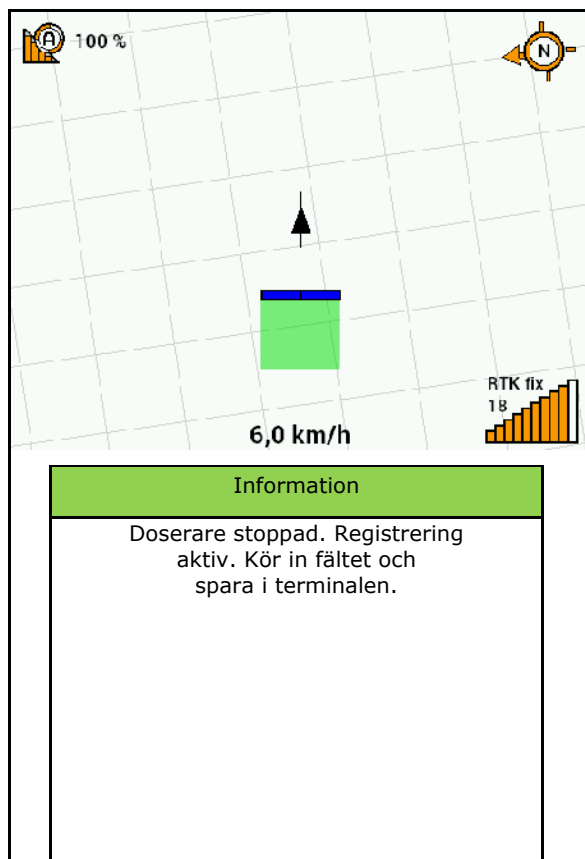 A 100 %
N
RTK fix
18
6,0 km/h
Information
Doserare stoppad. Registrering
aktiv. Kör in fältet och
spara i terminalen.